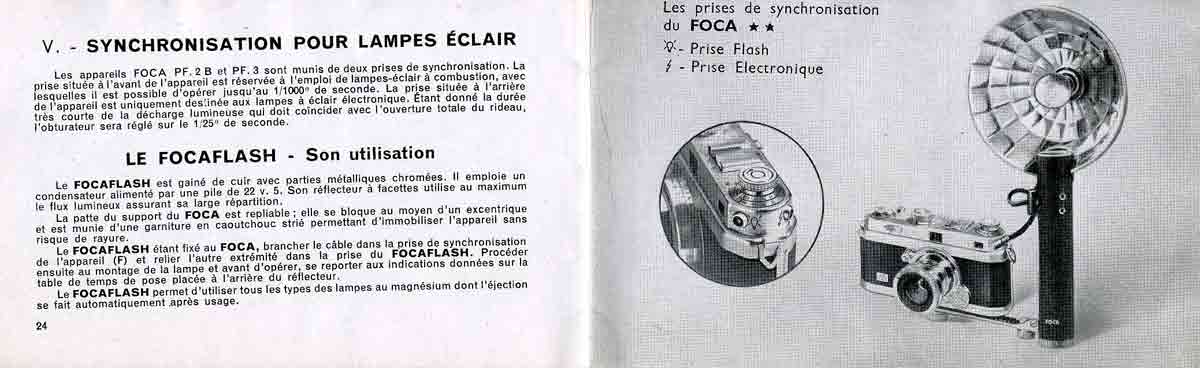 V. - SYNCHRONISATION POUR LAMPES ÉCLAIR
Les appareils FOCA PF. 2 B et PF. 3 sont munis de deux prises de synchronisation. La
prise située à l'avant de l'appareil est réservée à l'emploi de lampes-éclair à combustion, avec
lesquelles il est possible d'opérer jusqu'au 1/1000° de seconde. La prise située à l'arrière
de l'appareil est uniquement destinée aux lampes à éclair électronique. Étant donné la durée
très courte de la décharge lumineuse qui doit coïncider avec l'ouverture totale du rideau,
l'obturateur sera réglé sur le 1/25° de seconde.
LE FOCAFLASH - Son utilisation
Le FOCAFLASH est gainé de cuir avec parties métalliques chromées. Il emploie un
condensateur alimenté par une pile de 22 v. 5. Son réflecteur à facettes utilise au maximum
le flux lumineux assurant sa large répartition.
La patte du support du FOCA est repliable ; elle se bloque au moyen d'un excentrique
et est munie d'une garniture en caoutchouc strié permettant d'immobiliser l'appareil sans
risque de rayure.
Le FOCAFLASH étant fixé au FOCA, brancher le câble dans la prise de synchronisation
de l'appareil (F) et relier l'autre extrémité dans la prise du FOCAFLASH. Procéder
ensuite au montage de la lampe et avant d'opérer, se reporter aux indications données sur la
table de temps de pose placée à l'arrière du réflecteur.
Le FOCAFLASH permet d'utiliser tous les types des lampes au magnésium dont l'éjection
se fait automatiquement après usage.
24
Les prises de synchronisation
du FOCA ★ ★
- Prise Flash
- Prise Electronique
FOCA